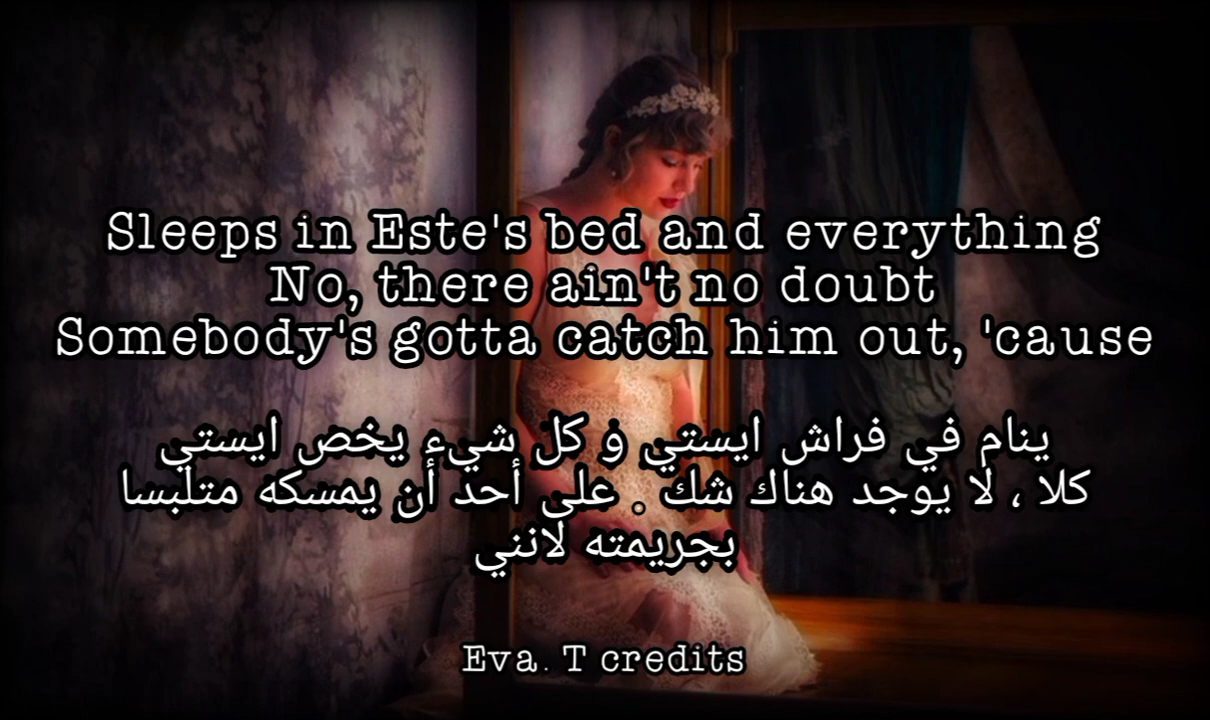 Sleeps in Este's bed and everything
No, there ain't no doubt
Somebody's gotta catch him out, 'cause
ينام في فراش ايستي و كل شيء يخص ايستي
كلا ، لا يوجد هناك شك . على أحد أن يمسكه متلبسا
بجريمته لانني
Eva. T credits